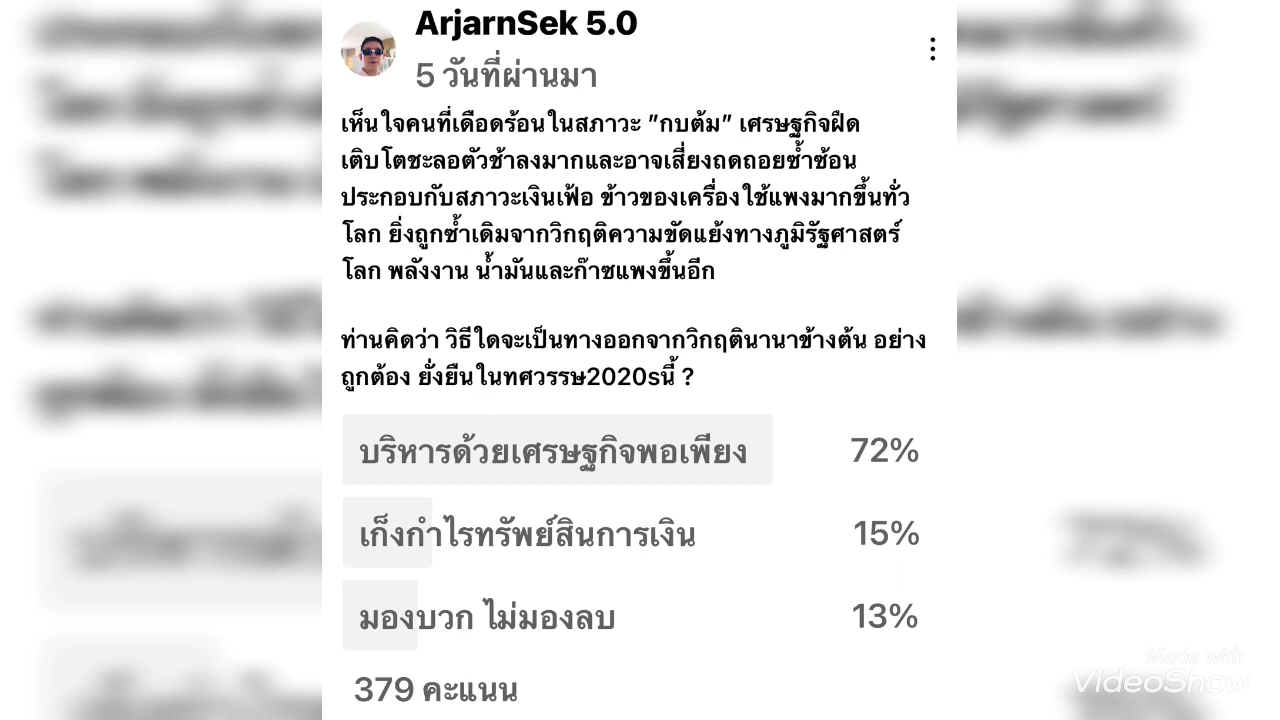 ArjarnSek 5.0
5 วันที่ผ่านมา
เห็นใจคนที่เดือดร้อนในสภาวะ "กบต้ม" เศรษฐกิจฝืด
เติบโตชะลอตัวช้าลงมากและอาจเสี่ยงถดถอยซ้ำซ้อน
ประกอบกับสภาวะเงินเฟ้อ ข้าวของเครื่องใช้แพงมากขึ้นทั่ว
โลก ยิ่งถูกซ้ำเดิมจากวิกฤติความขัดแย้งทางภูมิรัฐศาสตร์
โลก พลังงาน น้ำมันและก๊าซแพงขึ้นอีก
ท่านคิดว่า วิธีใดจะเป็นทางออกจากวิกฤตินานาข้างต้น อย่าง
ถูกต้อง ยั่งยืนในทศวรรษ2020sนี้ ?
บริหารด้วยเศรษฐกิจพอเพียง 72%
เก็งกำไรทรัพย์สินการเงิน 15%
มองบวก ไม่มองลบ 13%
379 คะแนน
Made with
VideoShow